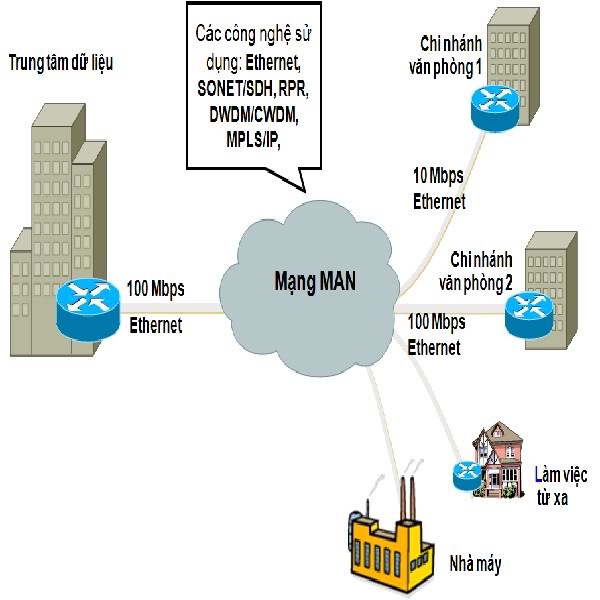 Trung tâm dữ liệu
Các công nghệ sử
dụng: Ethernet,
SONET/SDH, RPR,
DWDM/CWDM,
MPLS/IP,
Chi nhánh
văn phòng 1
10 Mbps
Ethernet
Mạng MAN
100 Mbps
Ethernet
Chi nhánh
văn phòng 2
100 Mbps
Ethernet
Làm việc
từ xa
Nhà máy